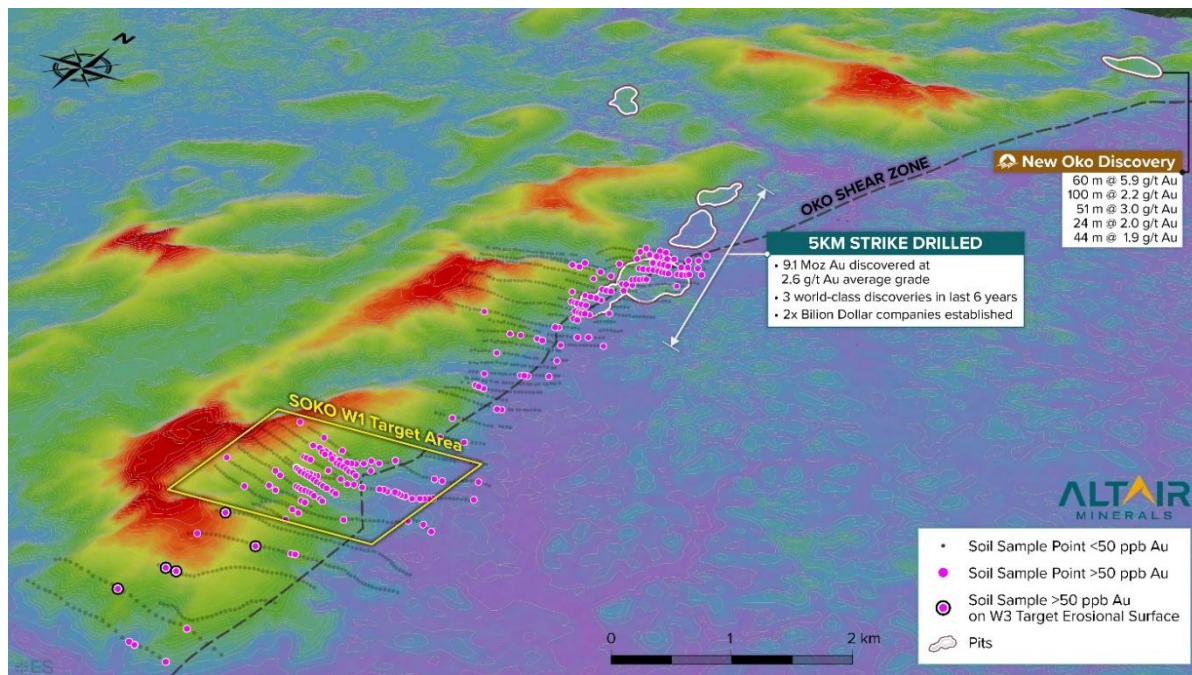 N
OKO SHEAR ZONE
New Oko Discovery
60 m @ 5.9 g/t Au
100 m @ 2.2 g/t Au
51 m @ 3.0 g/t Au
24 m @ 2.0 g/t Au
44 m @ 1.9 g/t Au
5KM STRIKE DRILLED
• 9.1 Moz Au discovered at
2.6 g/t Au average grade
• 3 world-class discoveries in last 6 years
• 2x Bilion Dollar companies established
SOKO W1 Target Area
ALTAIR
MINERALS
Soil Sample Point <50 ppb Au
Soil Sample Point >50 ppb Au
Soil Sample >50 ppb Au
on W3 Target Erosional Surface
Pits
0 1 2 km
ES